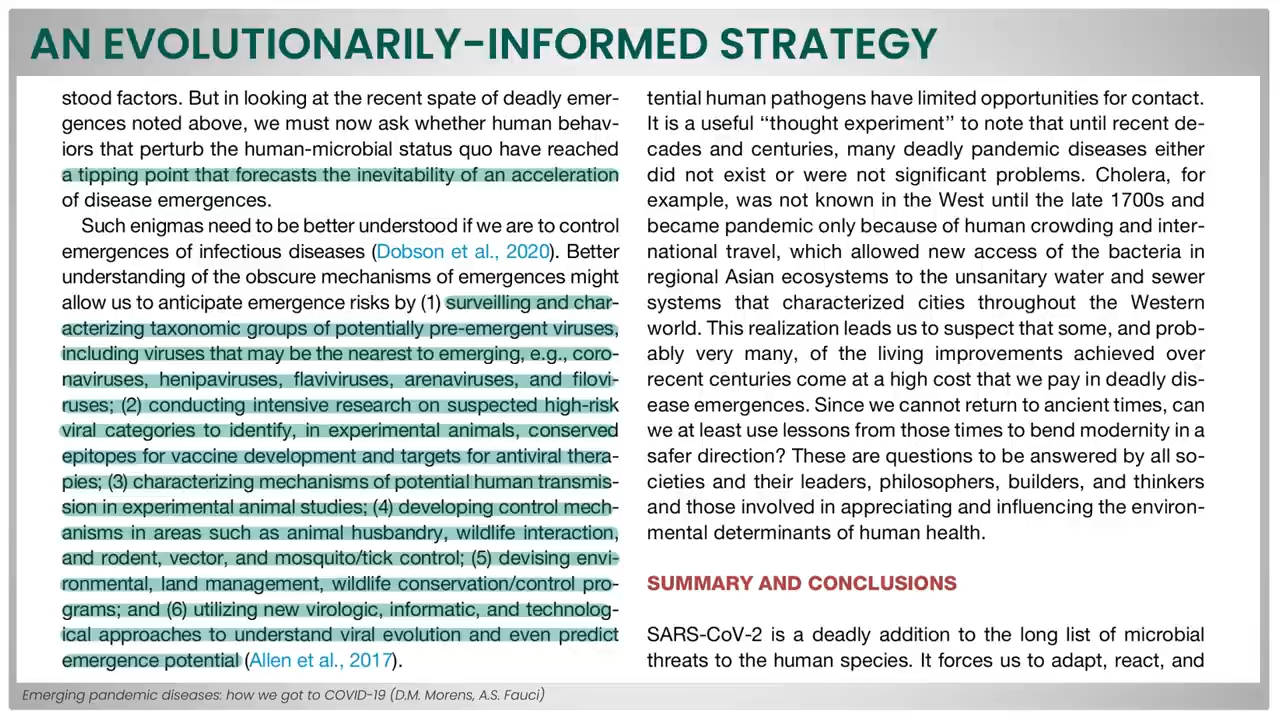 AN EVOLUTIONARILY-INFORMED STRATEGY
stood factors. But in looking at the recent spate of deadly emer-
gences noted above, we must now ask whether human behav-
iors that perturb the human-microbial status quo have reached
a tipping point that forecasts the inevitability of an acceleration
of disease emergences.
Such enigmas need to be better understood if we are to control
emergences of infectious diseases (Dobson et al., 2020). Better
understanding of the obscure mechanisms of emergences might
allow us to anticipate emergence risks by (1) surveilling and char-
acterizing taxonomic groups of potentially pre-emergent viruses,
including viruses that may be the nearest to emerging, e.g., coro-
naviruses, henipaviruses, flaviviruses, arenaviruses, and filovi-
ruses; (2) conducting intensive research on suspected high-risk
viral categories to identify, in experimental animals, conserved
epitopes for vaccine development and targets for antiviral thera-
pies; (3) characterizing mechanisms of potential human transmis-
sion in experimental animal studies; (4) developing control mech-
anisms in areas such as animal husbandry, wildlife interaction,
and rodent, vector, and mosquito/tick control; (5) devising envi-
ronmental, land management, wildlife conservation/control pro-
grams; and (6) utilizing new virologic, informatic, and technolog-
ical approaches to understand viral evolution and even predict
emergence potential (Allen et al., 2017).
tential human pathogens have limited opportunities for contact.
It is a useful “thought experiment” to note that until recent de-
cades and centuries, many deadly pandemic diseases either
did not exist or were not significant problems. Cholera, for
example, was not known in the West until the late 1700s and
became pandemic only because of human crowding and inter-
national travel, which allowed new access of the bacteria in
regional Asian ecosystems to the unsanitary water and sewer
systems that characterized cities throughout the Western
world. This realization leads us to suspect that some, and prob-
ably very many, of the living improvements achieved over
recent centuries come at a high cost that we pay in deadly dis-
ease emergences. Since we cannot return to ancient times, can
we at least use lessons from those times to bend modernity in a
safer direction? These are questions to be answered by all so-
cieties and their leaders, philosophers, builders, and thinkers
and those involved in appreciating and influencing the environ-
mental determinants of human health.
SUMMARY AND CONCLUSIONS
SARS-CoV-2 is a deadly addition to the long list of microbial
threats to the human species. It forces us to adapt, react, and
Emerging pandemic diseases: how we got to COVID-19 (D.M. Morens, A.S. Fauci)